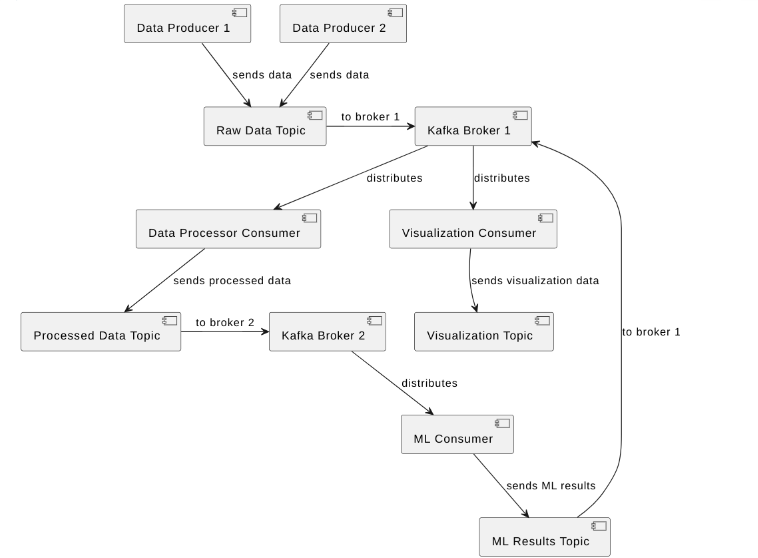 Data Producer 1
Data Producer 2
sends data
sends data
Raw Data Topic
to broker 1
Kafka Broker 1
distributes
distributes
Data Processor Consumer
Visualization Consumer
sends processed data
sends visualization data
Processed Data Topic
to broker 2
Kafka Broker 2
Visualization Topic
to broker 1
distributes
ML Consumer
sends ML results
ML Results Topic